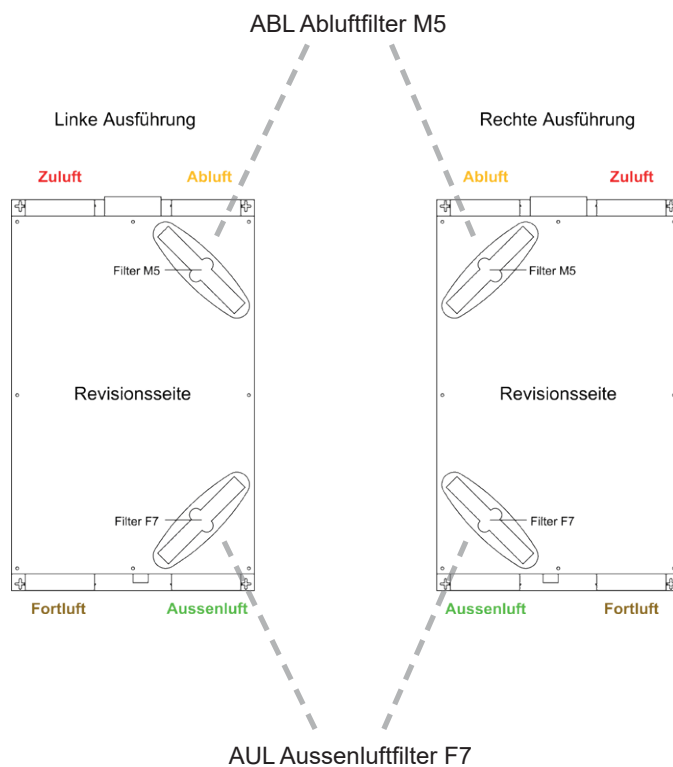 ABL Abluftfilter M5
Linke Ausführung
Rechte Ausführung
Zuluft
Abluft
Abluft
Zuluft
Filter M5
Filter M5
Revisionsseite
Revisionsseite
Filter F7
Filter F7
Fortluft
Aussenluft
Aussenluft
Fortluft
AUL Aussenluftfilter F7